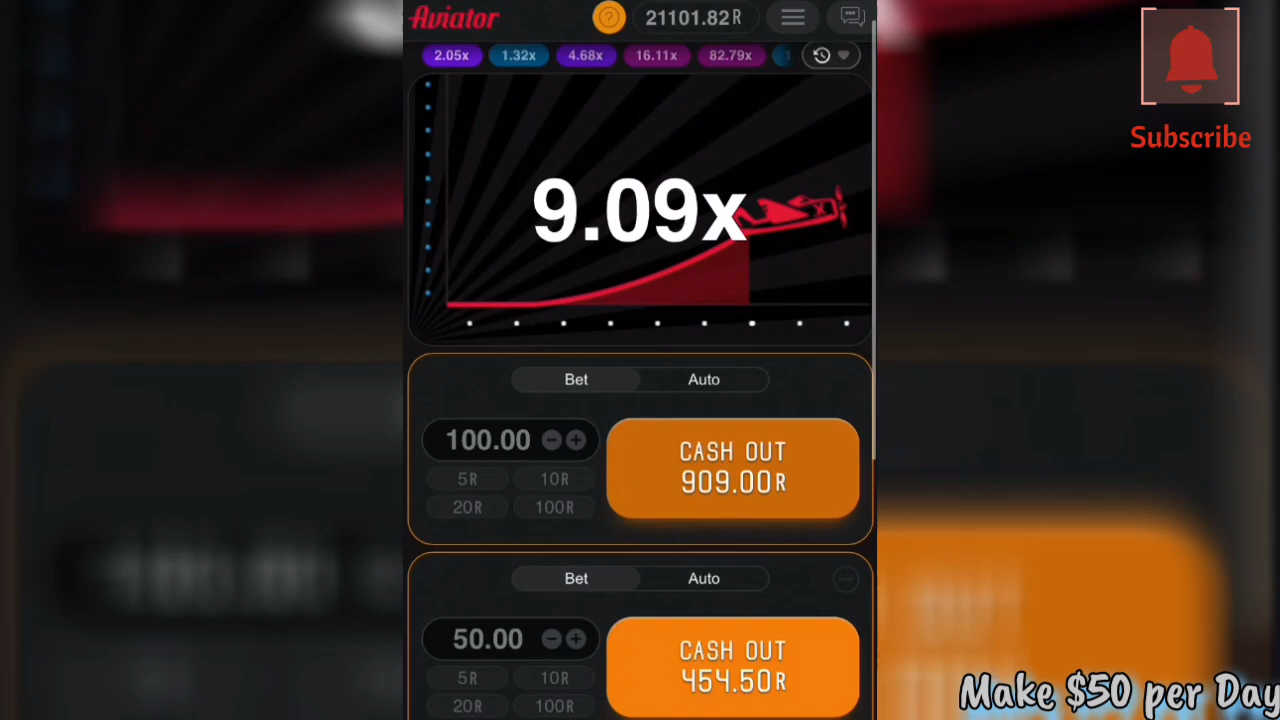 Aviator
21101.82R
2.05x 1.32x 4.68x 16.11x 82.79x
Subscribe
9.09x
Bet Auto
100.00
CASH OUT
909.00R
5R 10R
20R 100R
Bet Auto
50.00
CASH OUT
454.50R
5R 10R
20R 100R
Make $50 per Day